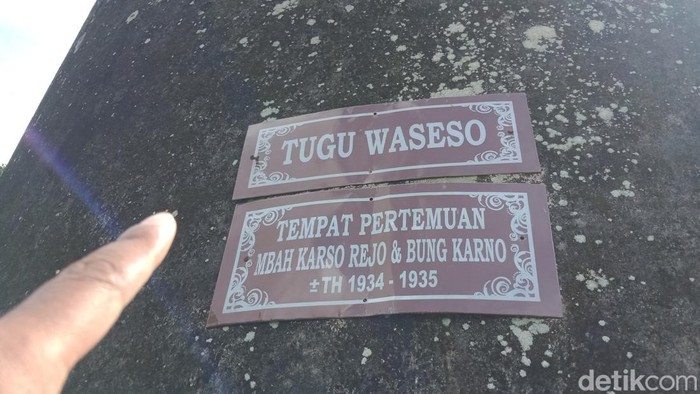 TUGU WASESO
TEMPAT PERTEMUAN
MBAH KARSO REJO & BUNG KARNO
± TH 1934 - 1935
detikcom